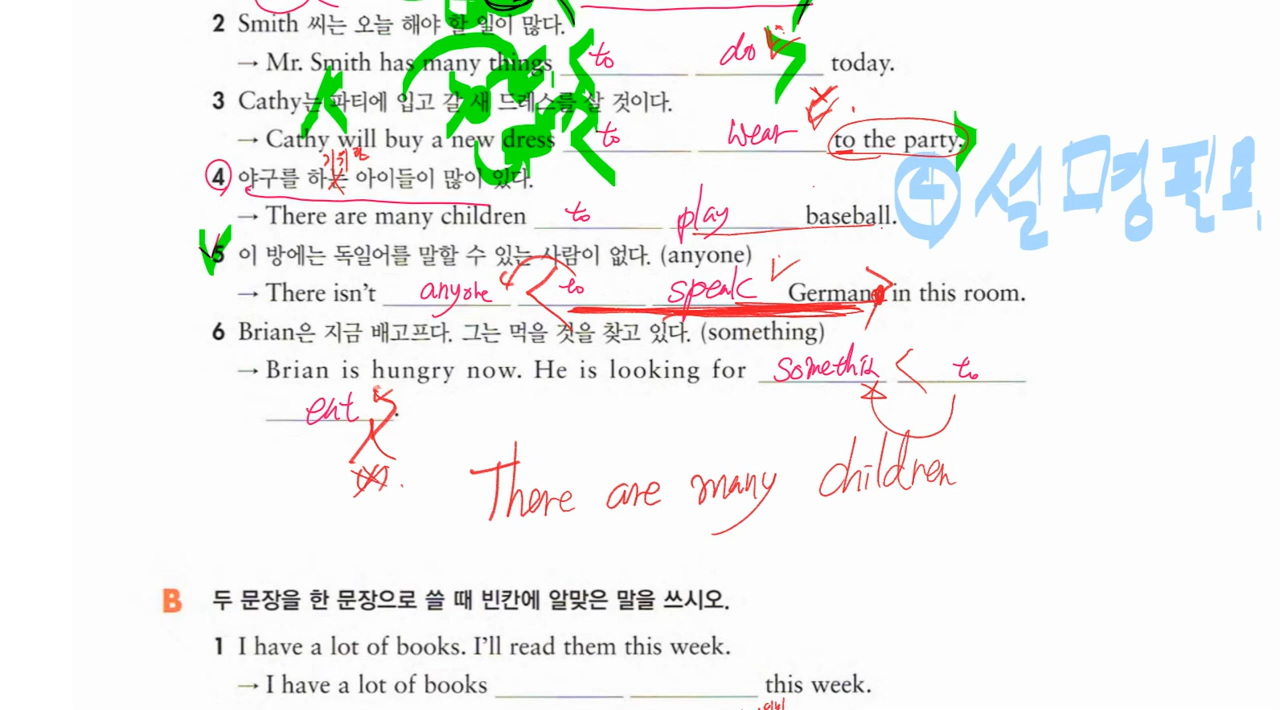 2 Smith 씨는 오늘 해야 할 일이 많다.
→ Mr. Smith has many things to do today.
3 Cathy는 파티에 입고 갈 새 드레스를 살 것이다.
→ Cathy will buy a new dress to wear to the party.
4 야구를 하는 아이들이 많이 있다.
→ There are many children to play baseball.
④ 설명필요
5 이 방에는 독일어를 말할 수 있는 사람이 없다. (anyone)
→ There isn't anyone to speak German in this room.
6 Brian은 지금 배고프다. 그는 먹을 것을 찾고 있다. (something)
→ Brian is hungry now. He is looking for to
eat.
There are many children
B 두 문장을 한 문장으로 쓸 때 빈칸에 알맞은 말을 쓰시오.
1 I have a lot of books. I'll read them this week.
→ I have a lot of books this week.